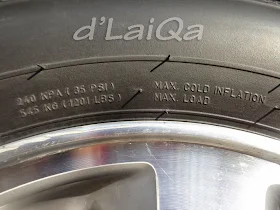 d'LaiQa
240 KPA ( 35 PSI ) MAX. COLD INFLATION
545 KG ( 1201 LBS ) MAX. LOAD